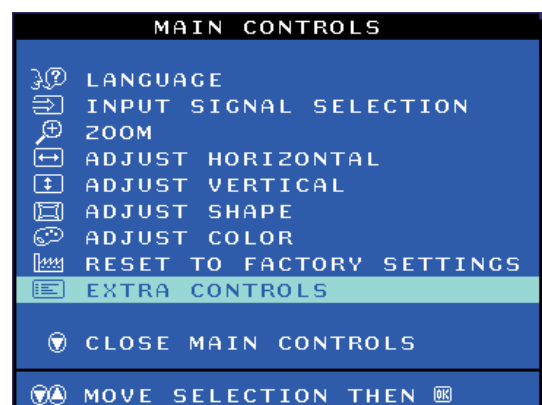 MAIN CONTROLS
LANGUAGE
INPUT SIGNAL SELECTION
ZOOM
ADJUST HORIZONTAL
ADJUST VERTICAL
ADJUST SHAPE
ADJUST COLOR
RESET TO FACTORY SETTINGS
EXTRA CONTROLS
CLOSE MAIN CONTROLS
MOVE SELECTION THEN OK